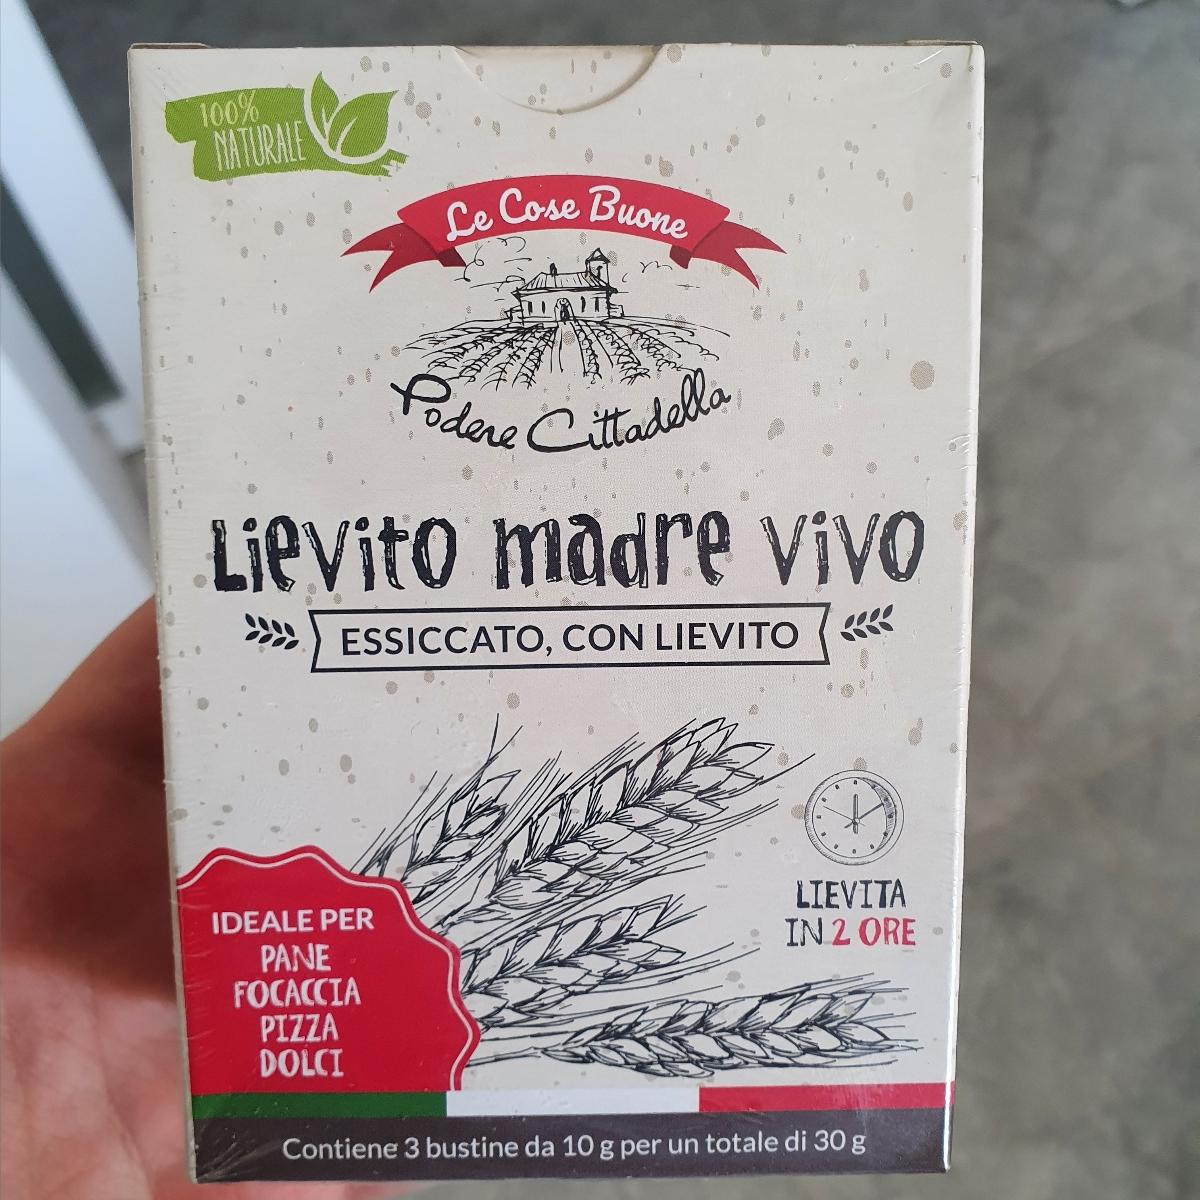 100%
NATURALE
Le Cose Buone
Podere Cittadella
Lievito madre vivo
ESSICCATO, CON LIEVITO
LIEVITA
IN 2 ORE
IDEALE PER
PANE
FOCACCIA
PIZZA
DOLCI
Contiene 3 bustine da 10 g per un totale di 30 g